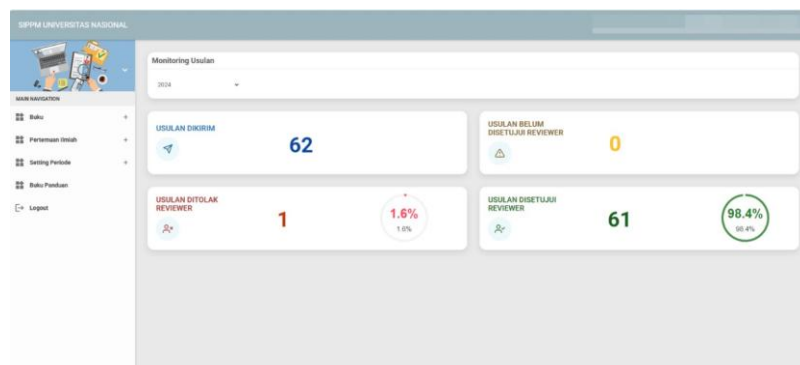 SIPPM UNIVERSITAS NASIONAL
MAIN NAVIGATION
Buku +
Pertemuan Ilmiah +
Setting Periode +
Buku Panduan
Logout
Monitoring Usulan
2024
USULAN DIKIRIM
62
USULAN BELUM
DISETUJUI REVIEWER
0
USULAN DITOLAK
REVIEWER
1
1.6%
1.6%
USULAN DISETUJUI
REVIEWER
61
98.4%
98.4%